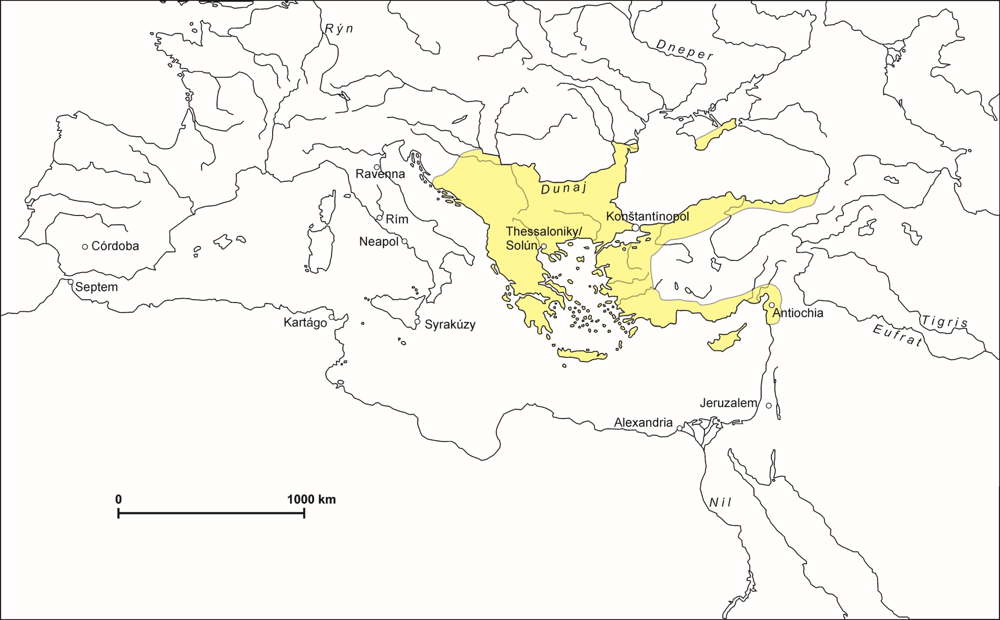 Rýn
Dneper
Ravenna
Dunaj
Rím
Konštantínopol
Neapol
Thessaloniky/
Solún
Córdoba
Septem
Kartágo
Syrakúzy
Antiochia
Tigris
Eufrat
Jeruzalem
Alexandria
0
1000 km
Níl